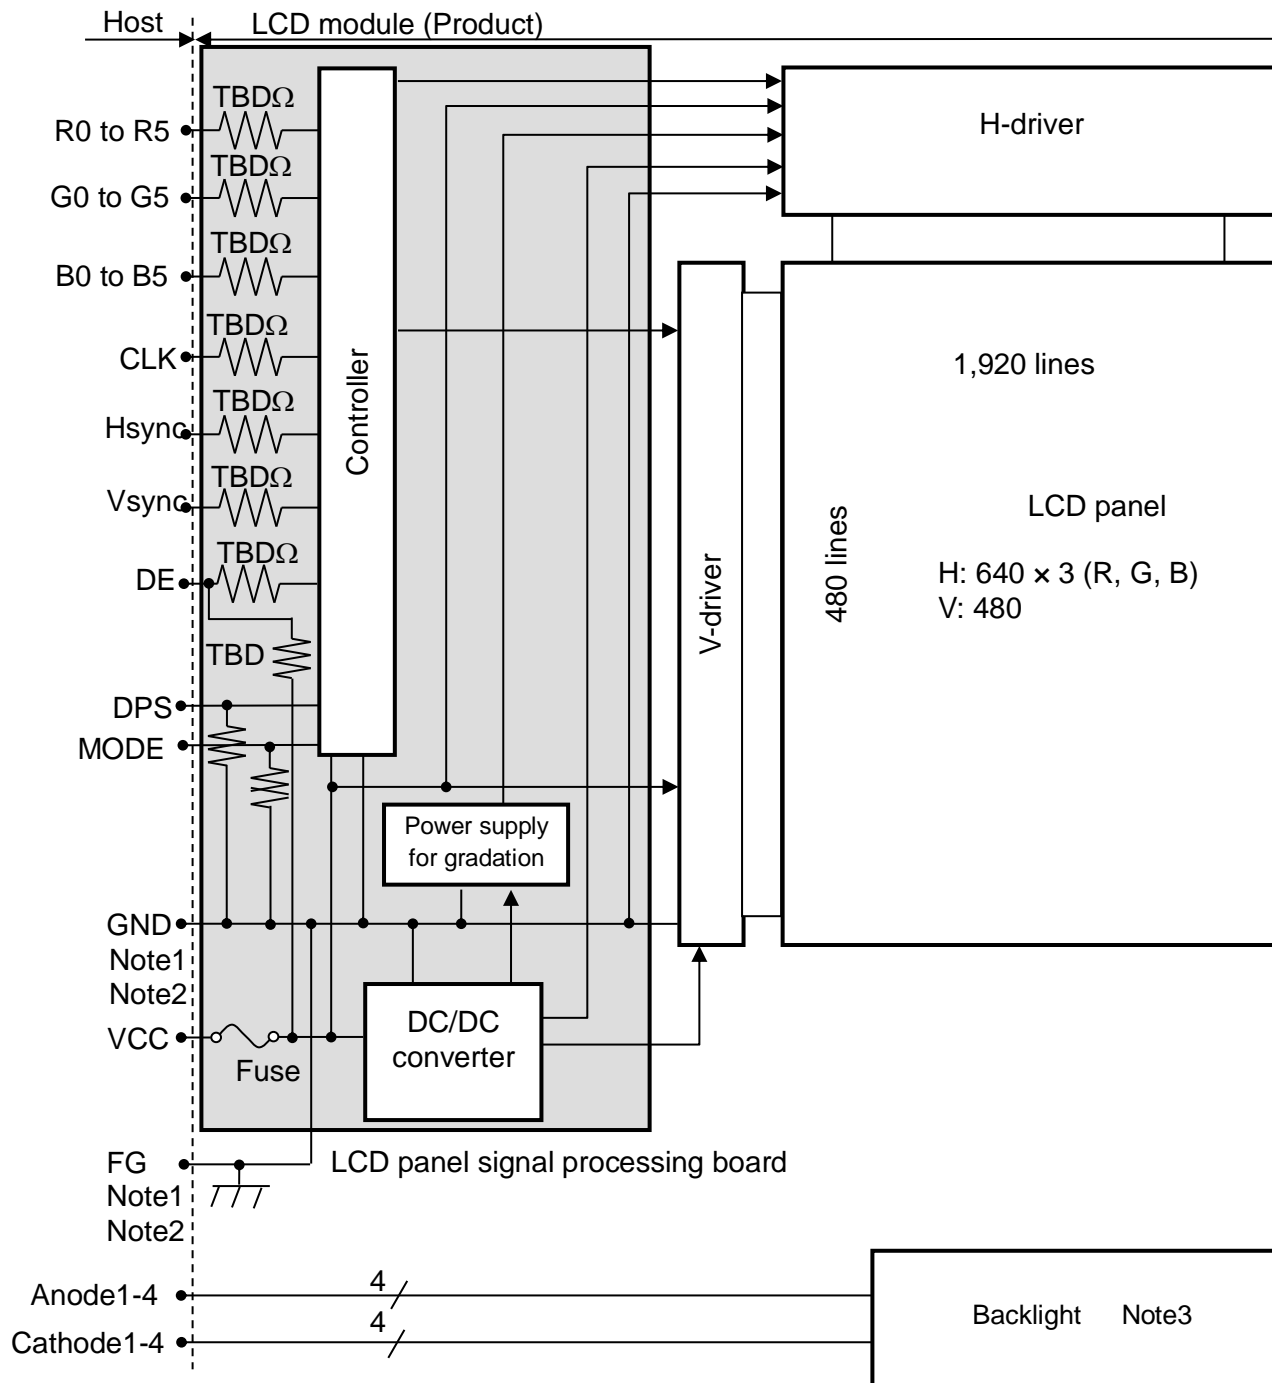 Host
LCD module (Product)
TBDΩ
R0 to R5
TBDΩ
G0 to G5
TBDΩ
B0 to B5
TBDΩ
CLK
TBDΩ
Hsync
TBDΩ
Vsync
TBDΩ
DE
TBD
DPS
MODE
Controller
H-driver
V-driver
1,920 lines
480 lines
LCD panel
H: 640 × 3 (R, G, B)
V: 480
Power supply
for gradation
GND
Note1
Note2
VCC
Fuse
DC/DC
converter
FG
Note1
Note2
LCD panel signal processing board
Anode1-4
4
Cathode1-4
4
Backlight Note3